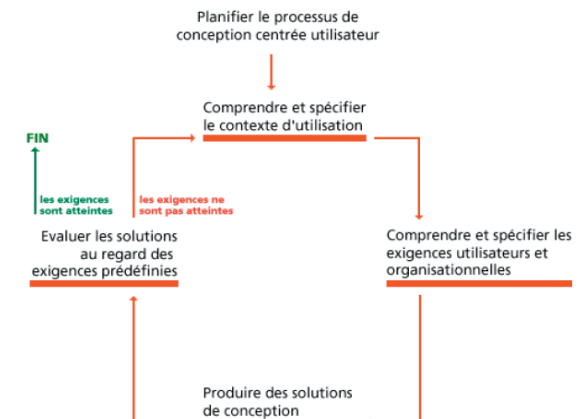 Planifier le processus de
conception centrée utilisateur
Comprendre et spécifier
le contexte d'utilisation
FIN
les exigences
sont atteintes
les exigences ne
sont pas atteintes
Evaluer les solutions
au regard des
exigences prédéfinies
Comprendre et spécifier les
exigences utilisateurs et
organisationnelles
Produire des solutions
de conception